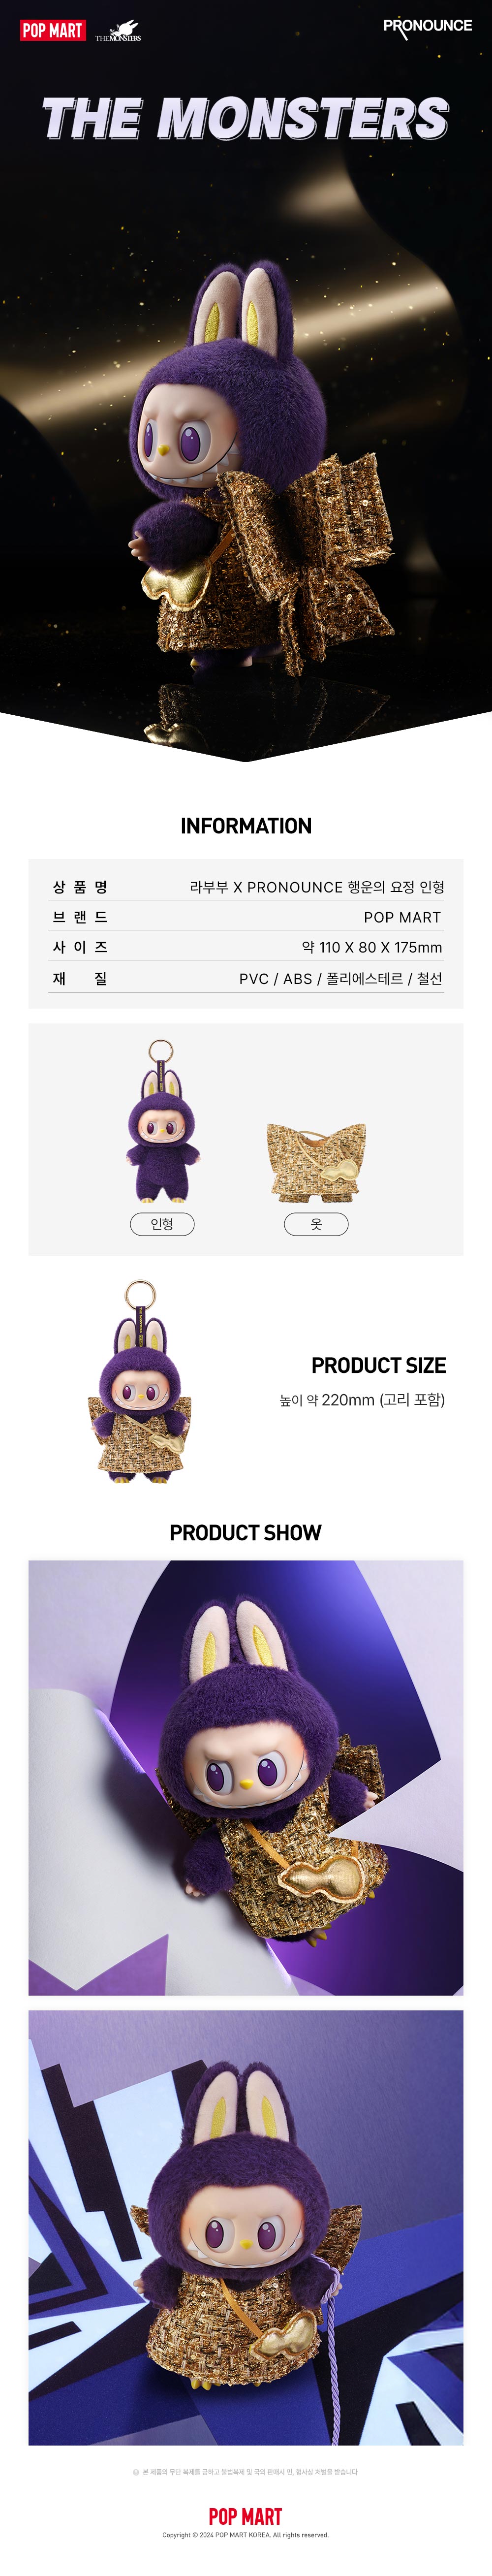 POP MART
THE MONSTERS
PRONOUNCE
THE MONSTERS
INFORMATION
상 품 명 라부부 X PRONOUNCE 행운의 요정 인형
브 랜 드 POP MART
사 이 즈 약 110 X 80 X 175mm
재 질 PVC / ABS / 폴리에스테르 / 철선
인형
옷
PRODUCT SIZE
높이 약 220mm (고리 포함)
PRODUCT SHOW
본 제품의 무단 복제를 금하고 불법복제 및 국외 판매시 민, 형사상 처벌을 받습니다
POP MART
Copyright © 2024 POP MART KOREA. All rights reserved.